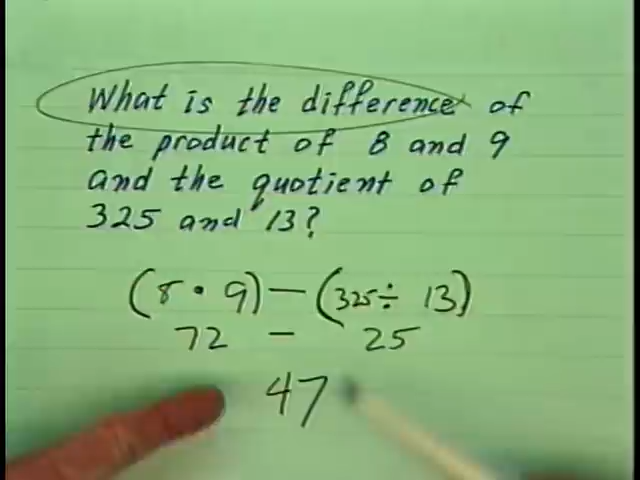 What is the difference of
the product of 8 and 9
and the quotient of
325 and 13?
(8 • 9) — (325 ÷ 13)
72 – 25
47